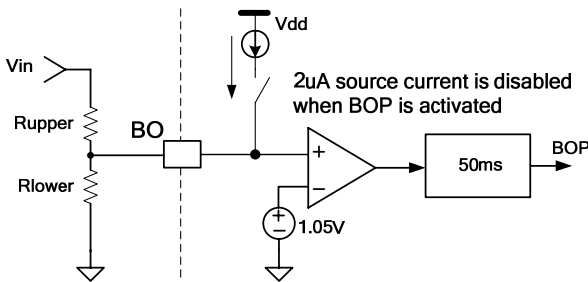 Vdd
Vin
2uA source current is disabled
when BOP is activated
Rupper
BO
+
−
50ms
BOP
Rlower
+
−
1.05V